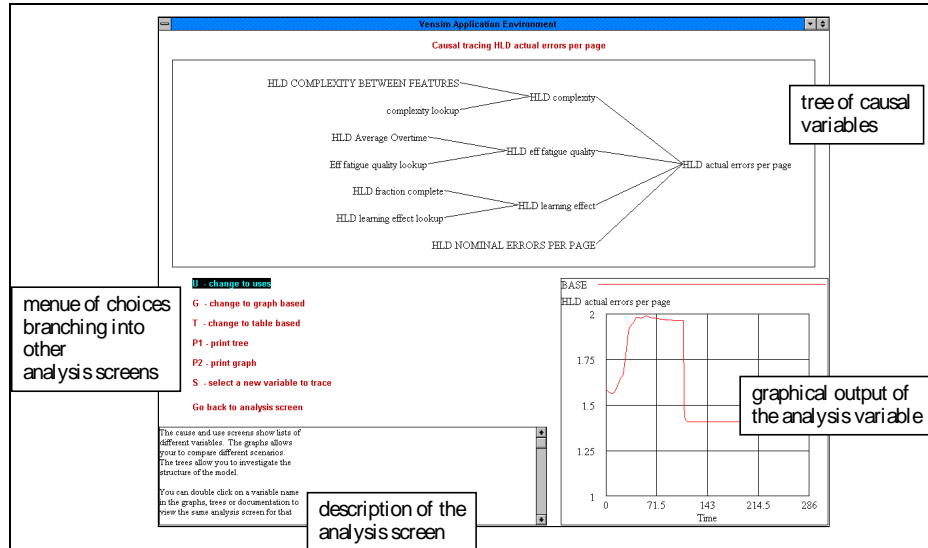 Vensim Application Environment
Causal tracing HLD actual errors per page
HLD COMPLEXITY BETWEEN FEATURES
HLD complexity
complexity lookup
HLD Average Overtime
HLD eff fatigue quality
Eff fatigue quality lookup
HLD actual errors per page
HLD fraction complete
HLD learning effect
HLD learning effect lookup
HLD NOMINAL ERRORS PER PAGE
tree of causal
variables
menue of choices
branching into
other
analysis screens
U - change to uses
G - change to graph based
T - change to table based
P1 - print tree
P2 - print graph
S - select a new variable to trace
Go back to analysis screen
BASE
HLD actual errors per page
2
1.75
1.5
1.25
1
0
71.5
143
214.5
286
Time
graphical output of
the analysis variable
The cause and use screens show lists of
different variables. The graphs allows
your to compare different scenarios.
The trees allow you to investigate the
structure of the model.
You can double click on a variable name
in the graphs, trees or documentation to
view the same analysis screen for that
description of the
analysis screen